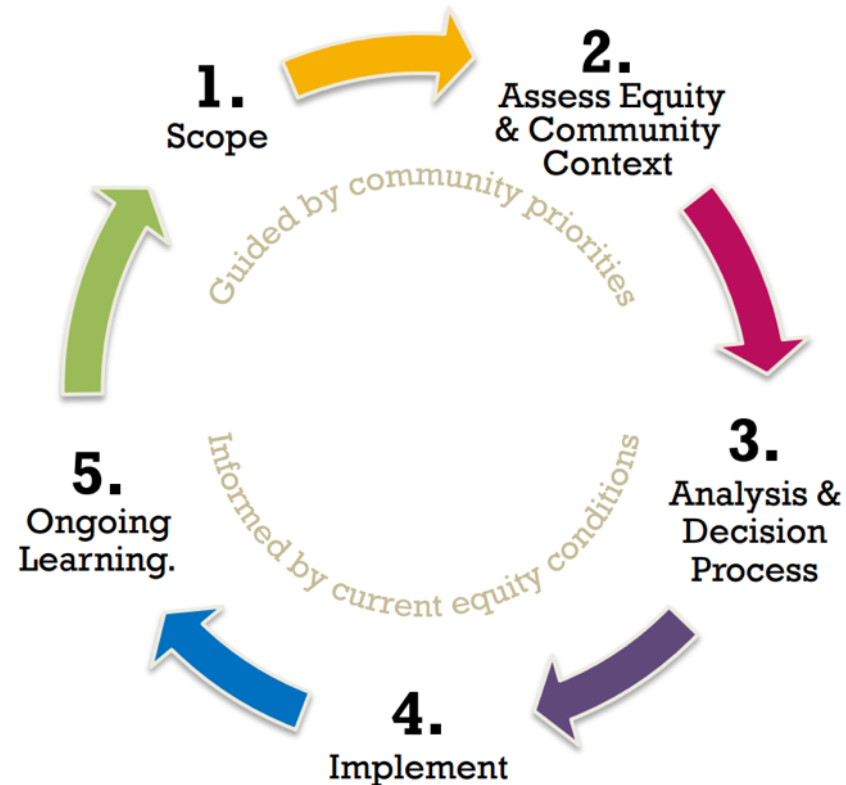 1.
Scope
2.
Assess Equity
& Community
Context
Guided by community priorities
3.
Analysis &
Decision
Process
Informed by current equity conditions
4.
Implement
5.
Ongoing
Learning.